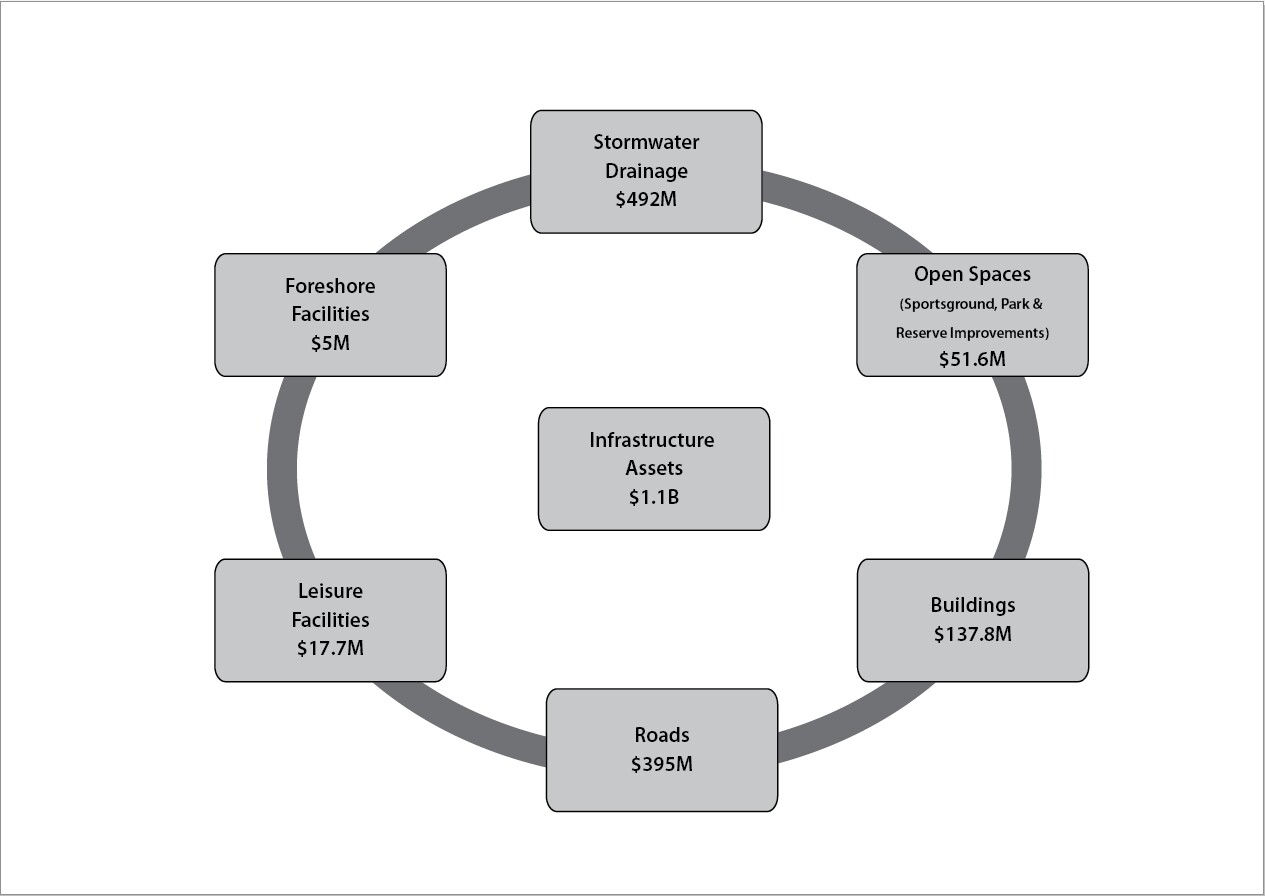 Stormwater
Drainage
$492M
Foreshore
Facilities
$5M
Open Spaces
(Sportsground, Park &
Reserve Improvements)
$51.6M
Infrastructure
Assets
$1.1B
Leisure
Facilities
$17.7M
Buildings
$137.8M
Roads
$395M